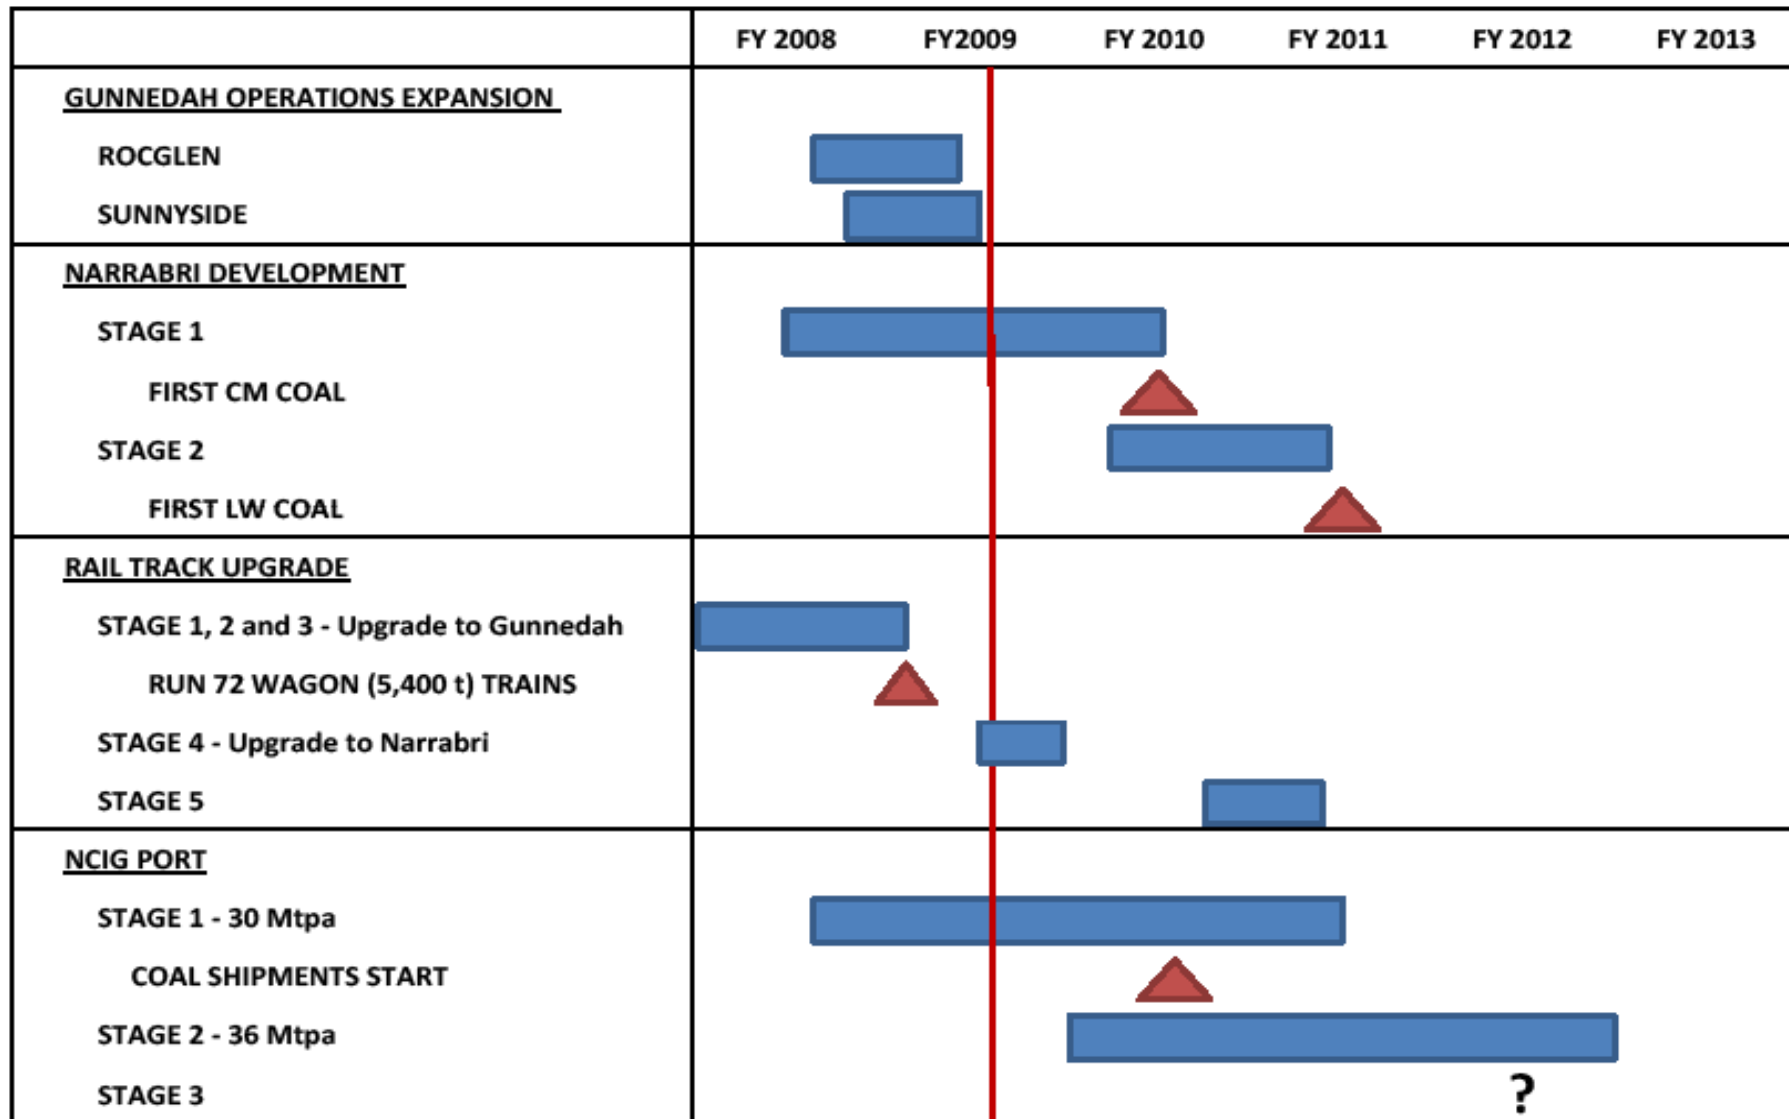 FY 2008 FY2009 FY 2010 FY 2011 FY 2012 FY 2013
GUNNEDAH OPERATIONS EXPANSION
ROCGLEN
SUNNYSIDE
NARRABRI DEVELOPMENT
STAGE 1
FIRST CM COAL
STAGE 2
FIRST LW COAL
RAIL TRACK UPGRADE
STAGE 1, 2 and 3 - Upgrade to Gunnedah
RUN 72 WAGON (5,400 t) TRAINS
STAGE 4 - Upgrade to Narrabri
STAGE 5
NCIG PORT
STAGE 1 - 30 Mtpa
COAL SHIPMENTS START
STAGE 2 - 36 Mtpa
STAGE 3 ?